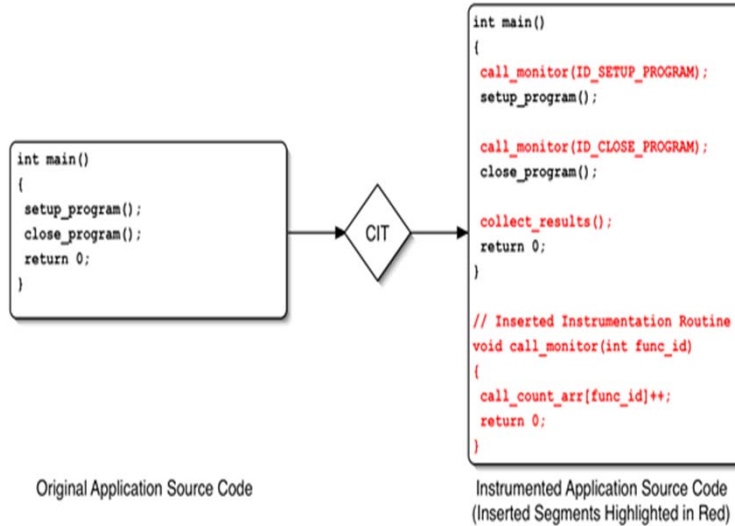 int main()
{
setup_program();
close_program();
return 0;
}
Original Application Source Code
CIT
int main()
{
call_monitor(ID_SETUP_PROGRAM);
setup_program();
call_monitor(ID_CLOSE_PROGRAM);
close_program();
collect_results();
return 0;
}
// Inserted Instrumentation Routine
void call_monitor(int func_id)
{
call_count_arr[func_id]++;
return 0;
}
Instrumented Application Source Code
(Inserted Segments Highlighted in Red)